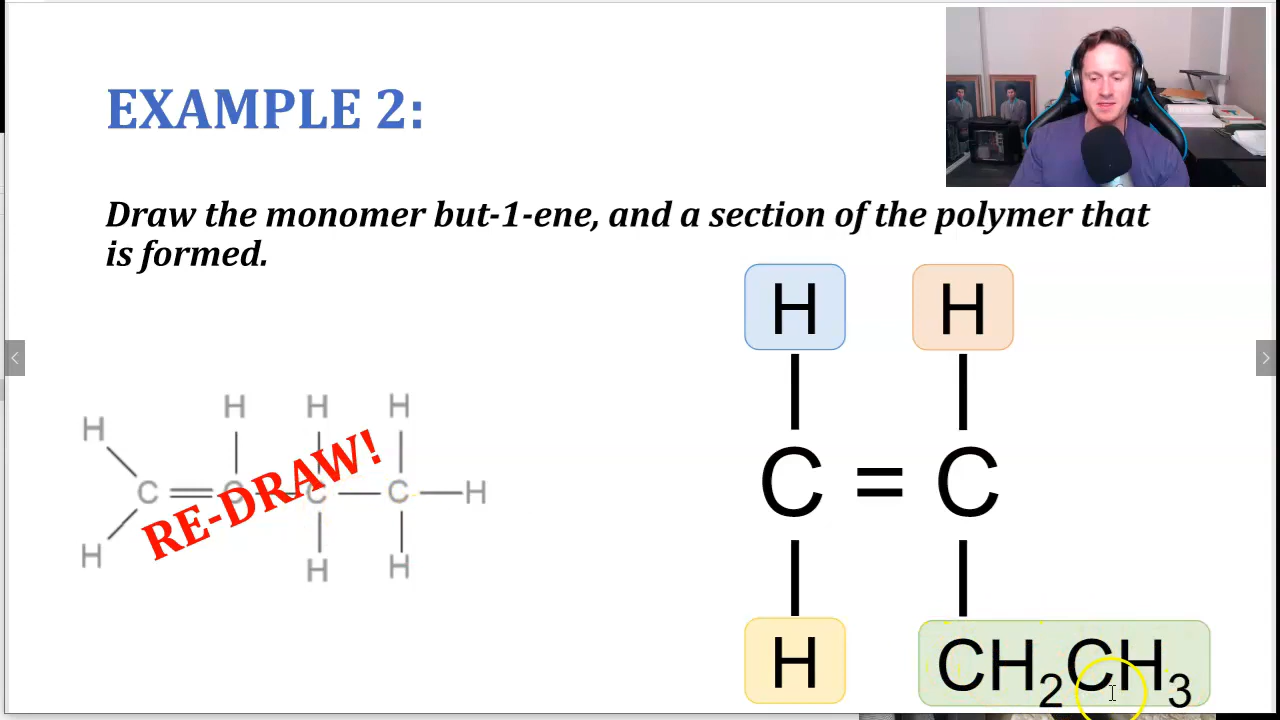 EXAMPLE 2:
Draw the monomer but-1-ene, and a section of the polymer that
is formed.
H H
C = C
H CH₂CH₃
H H H H
C C C C H
H H H
RE-DRAW!